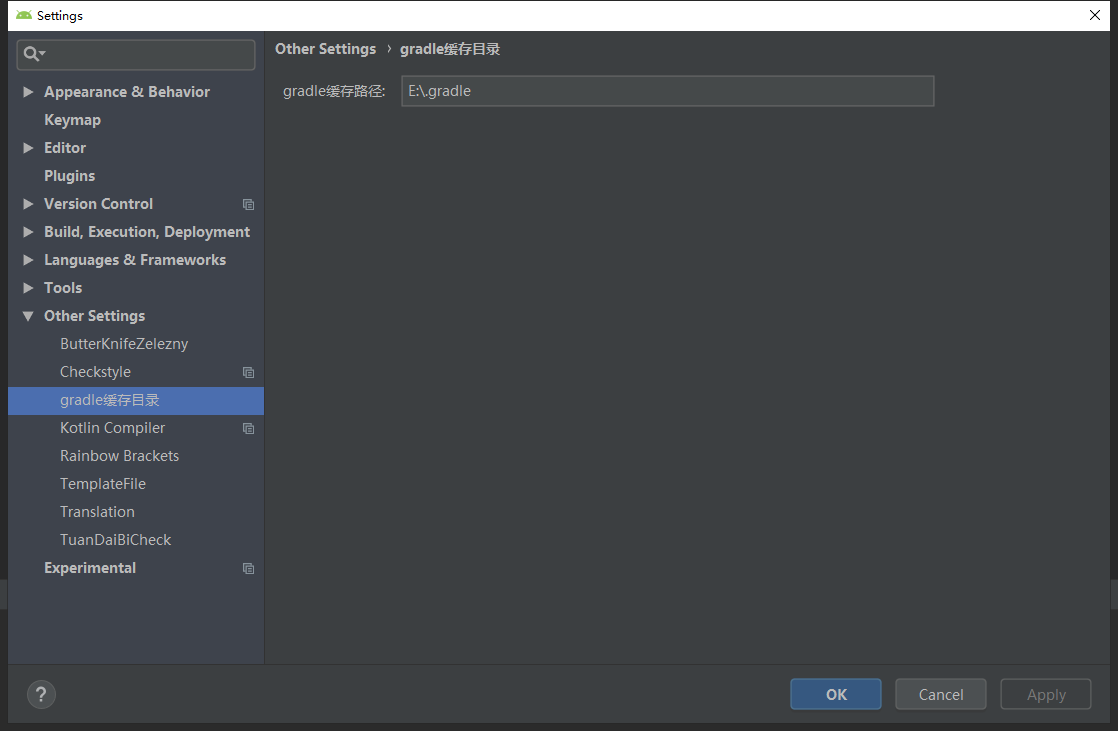 Settings
Other Settings › gradle缓存目录
gradle缓存路径: E:\.gradle
Appearance & Behavior
Keymap
Editor
Plugins
Version Control
Build, Execution, Deployment
Languages & Frameworks
Tools
Other Settings
ButterKnifeZelezny
Checkstyle
gradle缓存目录
Kotlin Compiler
Rainbow Brackets
TemplateFile
Translation
TuanDaiBiCheck
Experimental
? OK Cancel Apply